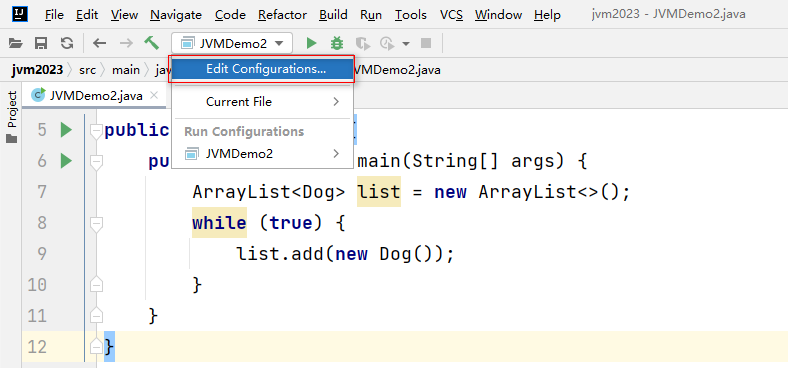 IJ File Edit View Navigate Code Refactor Build Run Tools VCS Window Help jvm2023 - JVMDemo2.java
JVMDemo2
jvm2023 src main jav JVMDemo2.java
Edit Configurations...
Project
JVMDemo2.java
Current File
Run Configurations
JVMDemo2
5 public {
6 pu main(String[] args) {
7 ArrayList<Dog> list = new ArrayList<>();
8 while (true) {
9 list.add(new Dog());
10 }
11 }
12 }